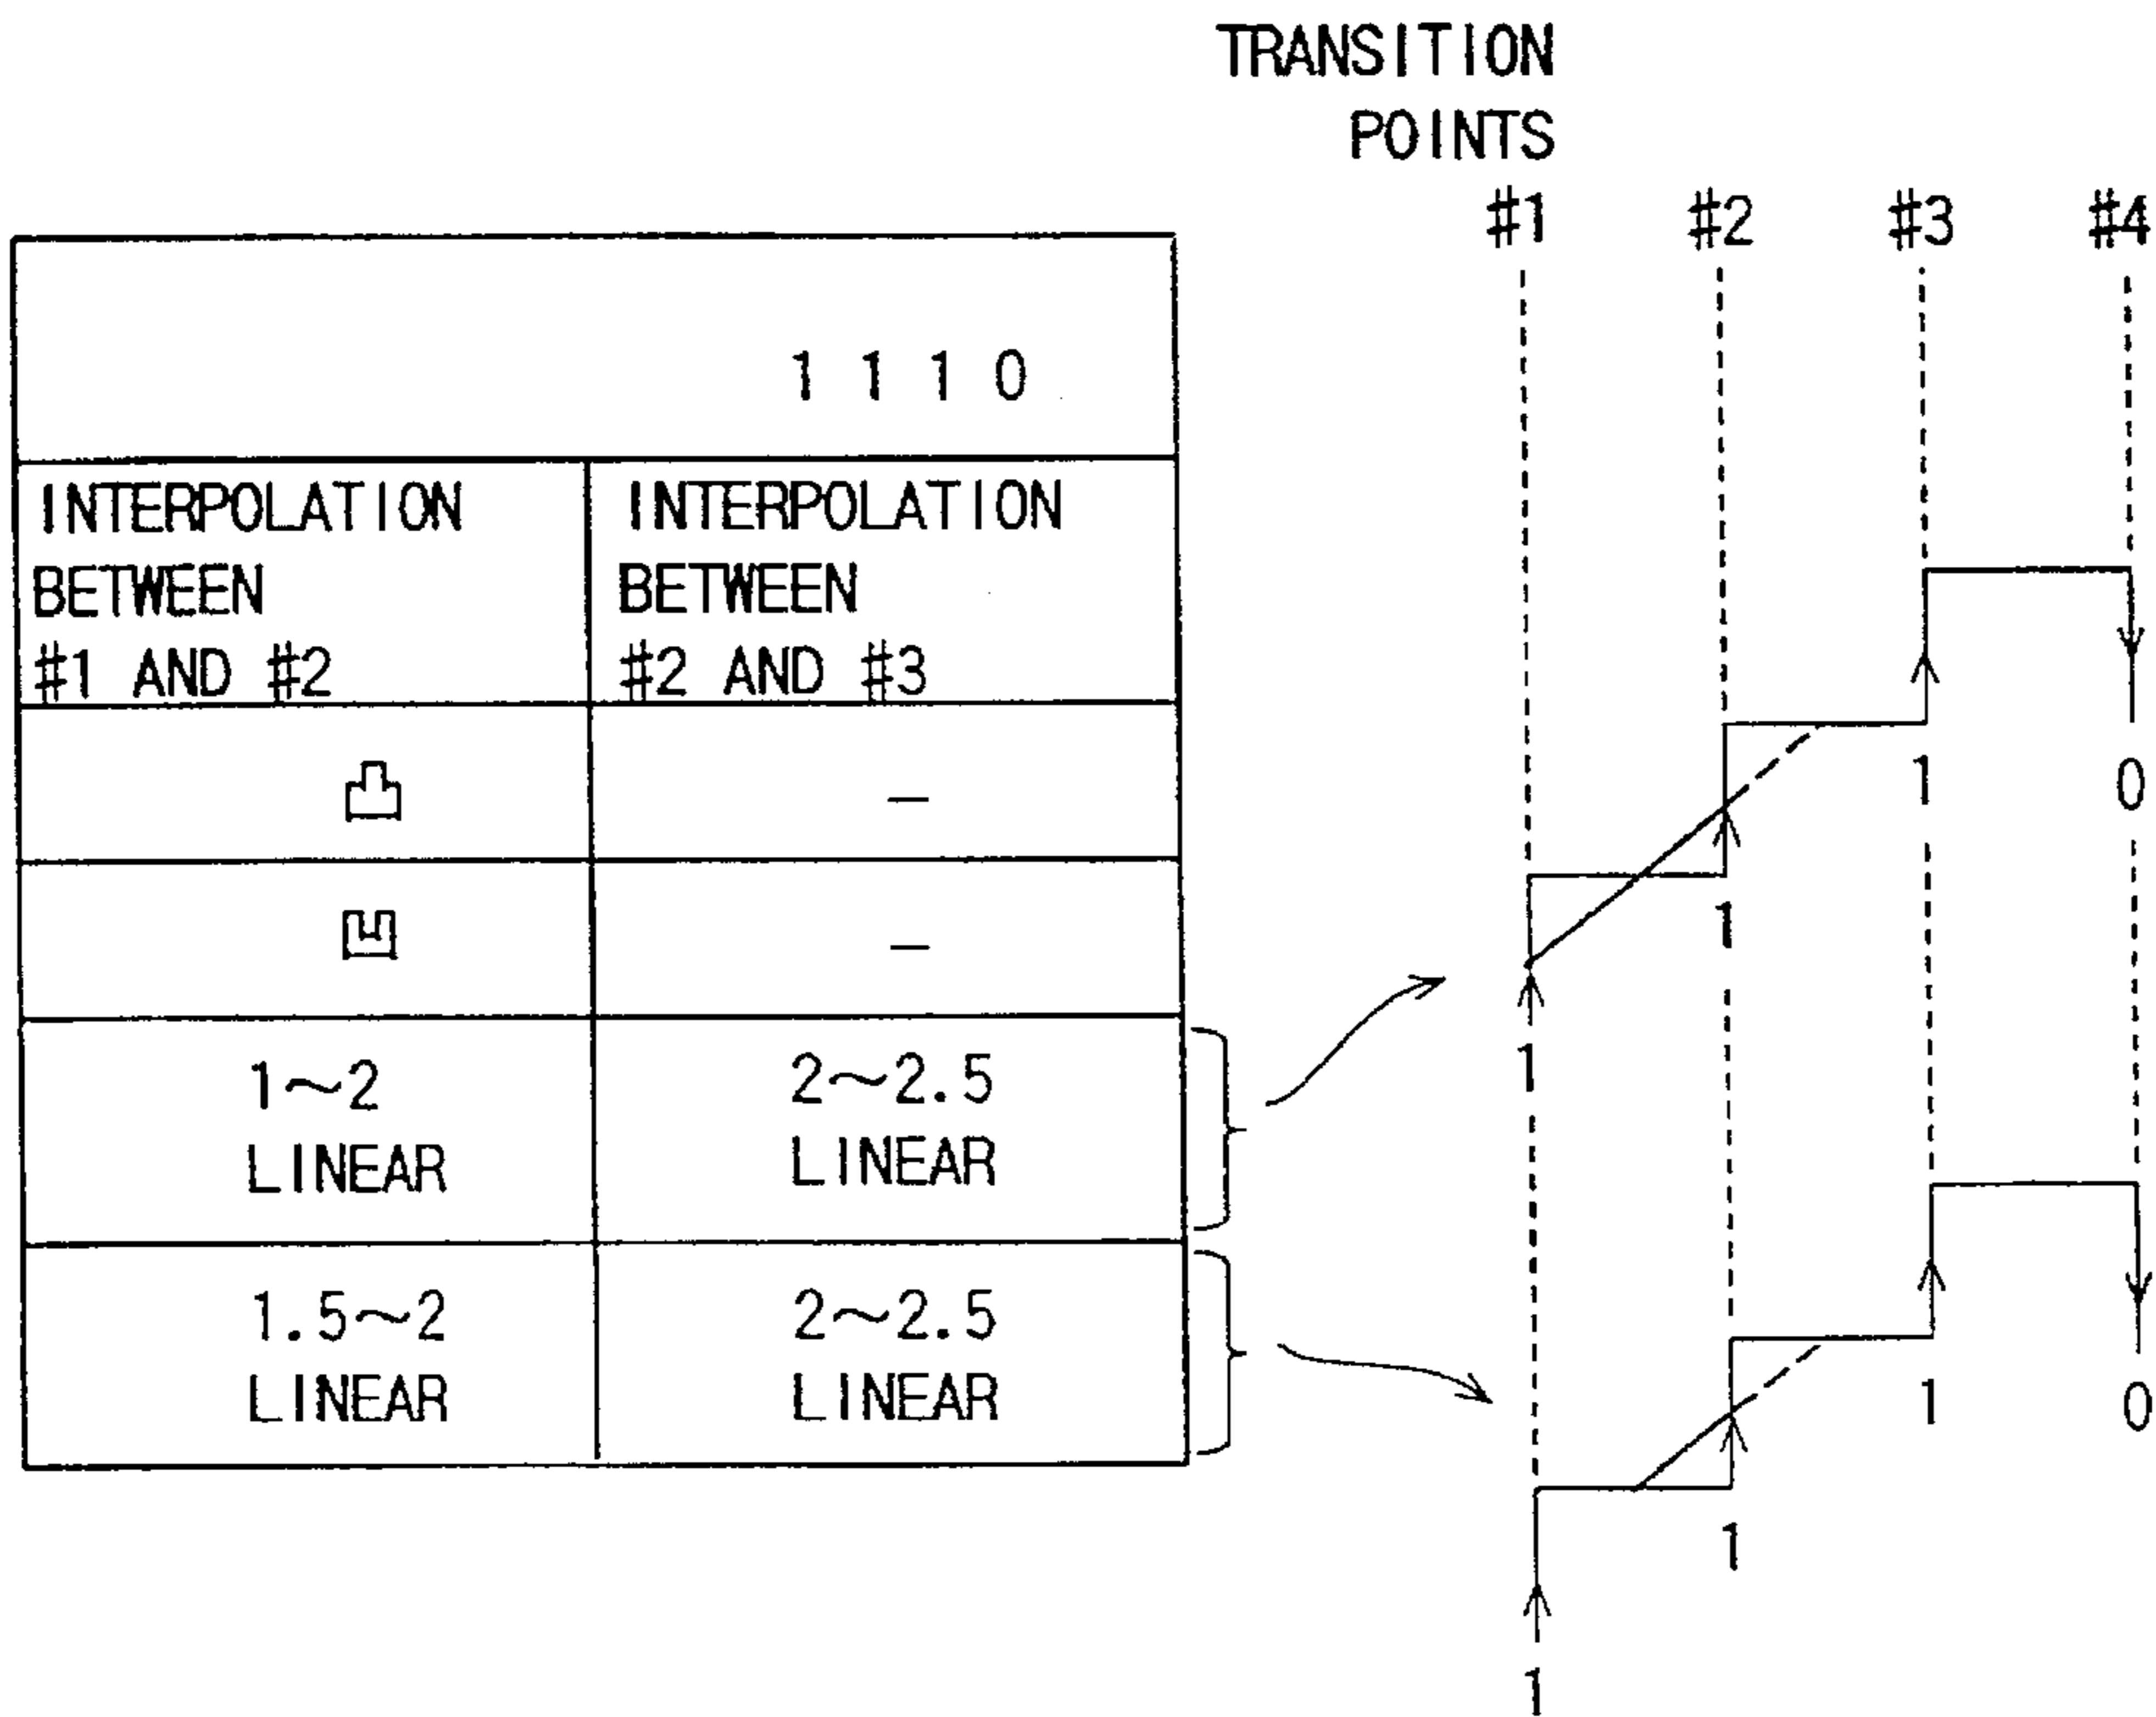 TRANSITION
POINTS
#1 #2 #3 #4
1 1 1 0
INTERPOLATION
BETWEEN
#1 AND #2
INTERPOLATION
BETWEEN
#2 AND #3
凸 —
凹 —
1～2
LINEAR
2～2.5
LINEAR
1.5～2
LINEAR
2～2.5
LINEAR
1 0
1
1
1 0
1
1